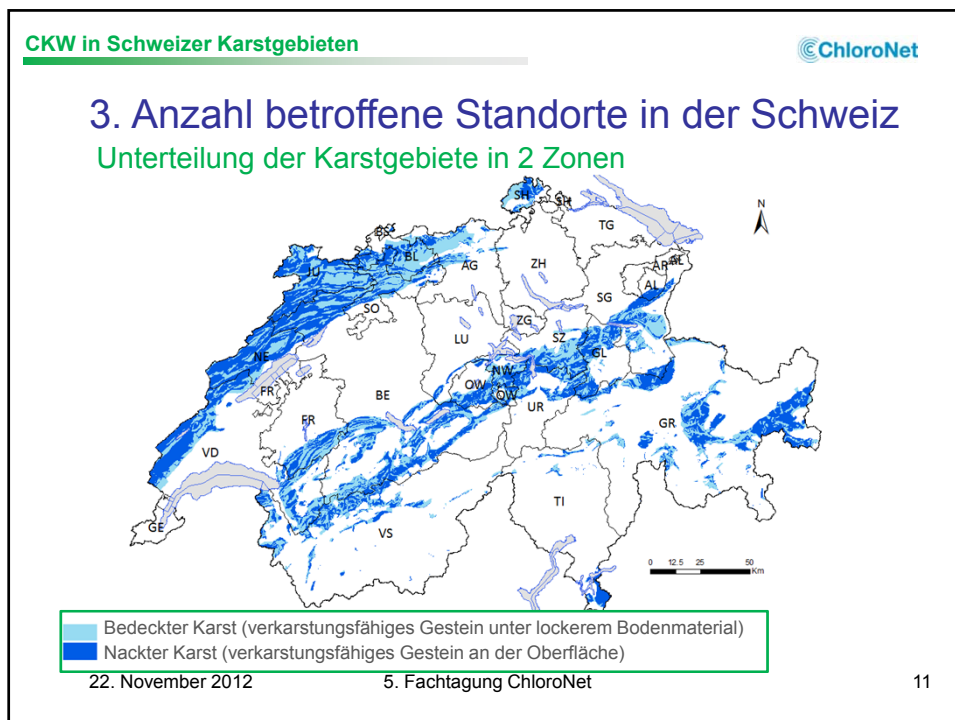 CKW in Schweizer Karstgebieten
ChloroNet
3. Anzahl betroffene Standorte in der Schweiz
Unterteilung der Karstgebiete in 2 Zonen
SH
SH
N
TG
BS
BL
JU
AG
ZH
AR
AI
AL
SG
SO
ZG
LU
SZ
GL
NE
NW
OW
OW
FR
BE
UR
FR
GR
VD
TI
GE
VS
0 12.5 25 50
Km
Bedeckter Karst (verkarstungsfähiges Gestein unter lockerem Bodenmaterial)
Nackter Karst (verkarstungsfähiges Gestein an der Oberfläche)
22. November 2012 5. Fachtagung ChloroNet 11